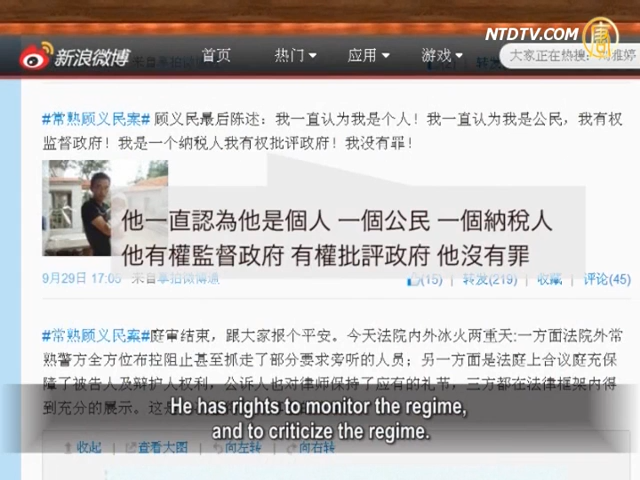 NTDTV.COM
新浪微博 首页 热门 应用 游戏 大家正在热搜:
#常熟顾义民案# 顾义民最后陈述：我一直认为我是个人！我一直认为我是公民，我有权
监督政府！我是一个纳税人我有权批评政府！我没有罪！
他一直認為他是個人 一個公民 一個納稅人
他有權監督政府 有權批評政府 他沒有罪
9月29日 17:05 来自 (15) 转发(219) 收藏 评论(45)
#常熟顾义民案#庭审结束，跟大家报个平安。今天法院内外冰火两重天:一方面法院外常
熟警方全方位布控阻止甚至抓走了部分要求旁听的人员；另一方面是法庭上合议庭充保
障了被告人及辩护人权利，公诉人也对律师保持了应有的礼节，三方都在法律框架内得
到充分的展示。
He has rights to monitor the regime,
and to criticize the regime.
收起 查看大图 向左转 向右转